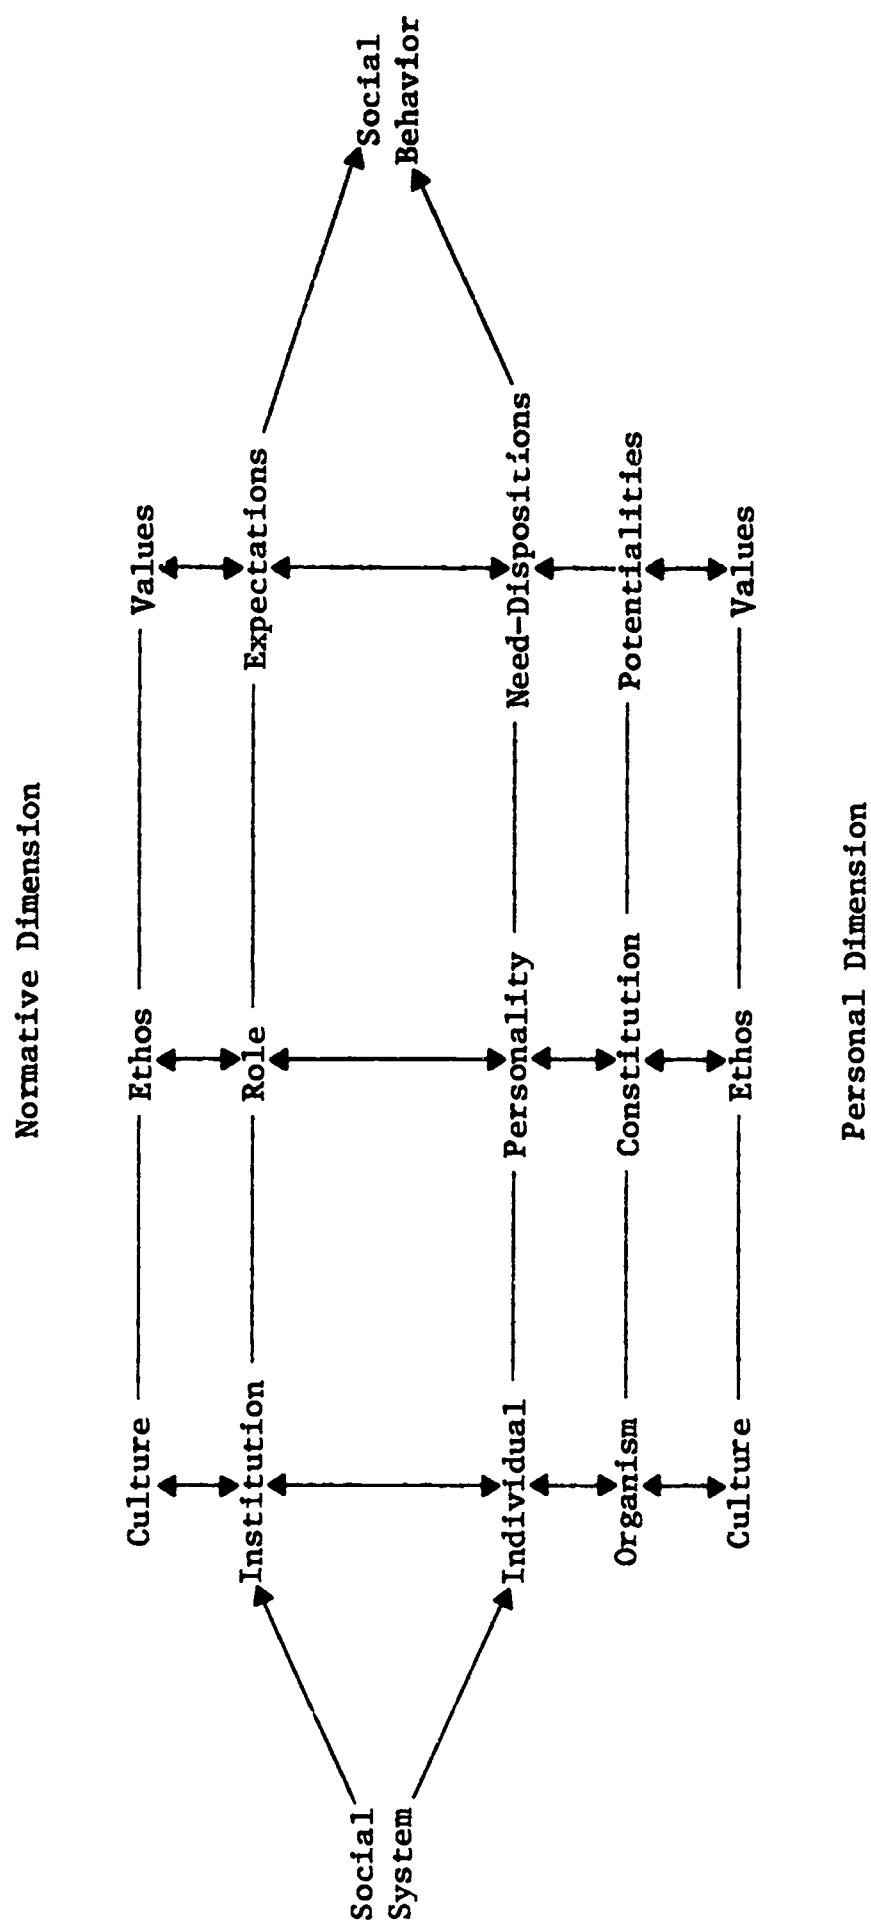 Normative Dimension
Culture Ethos Values
Institution Role Expectations
Social
System
Social
Behavior
Individual Personality Need-Dispositions
Organism Constitution Potentialities
Culture Ethos Values
Personal Dimension